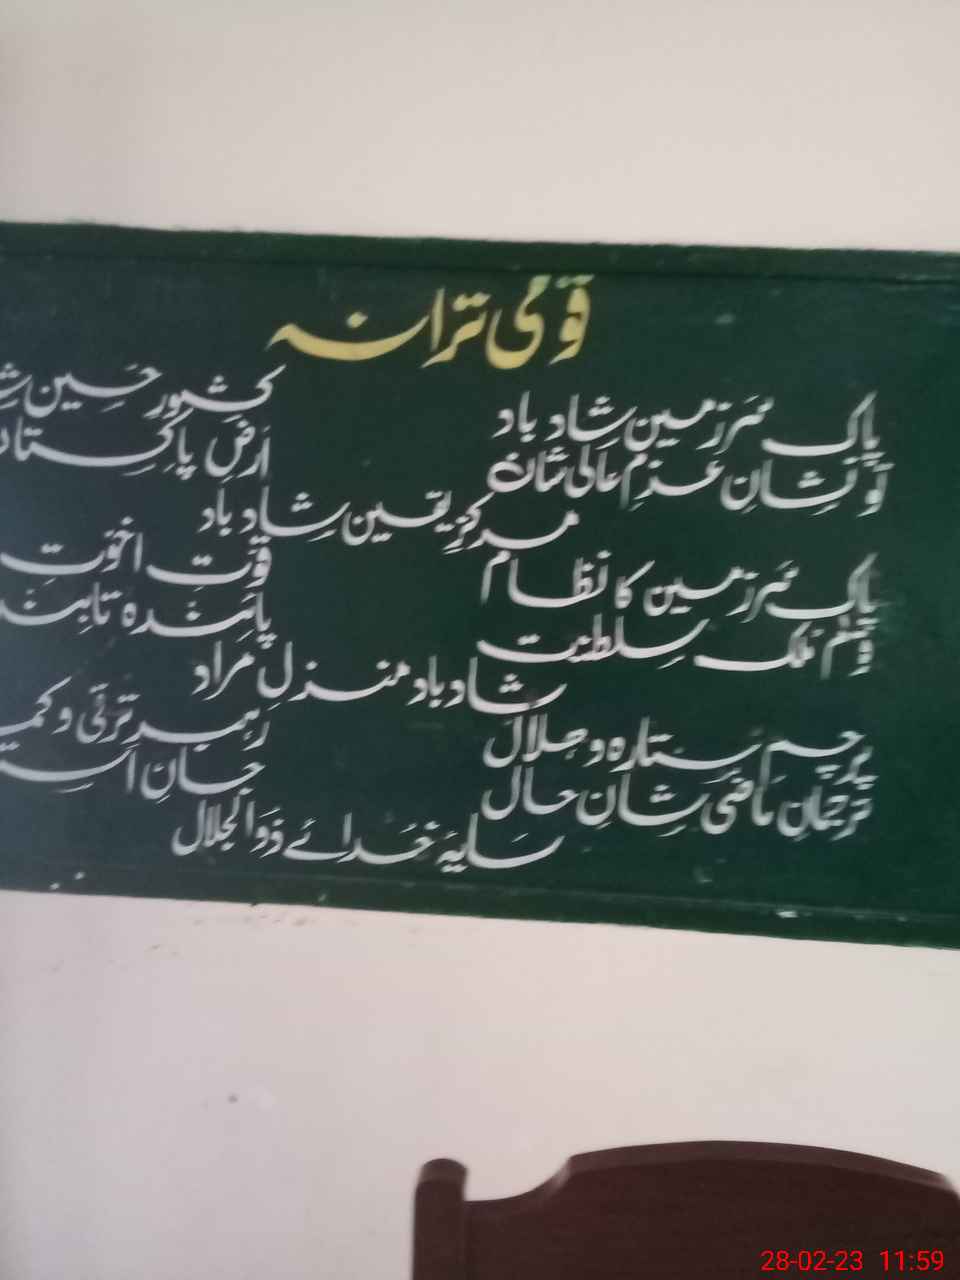 قومی ترانہ
پاک سرزمین شاد باد کشور حسین
تو نشانِ عزمِ عالی شان ارضِ پاکستان
مرکزِ یقین شاد باد
پاک سرزمین کا نظام قوتِ اخوتِ
قوم ملک سلطنت پائندہ
شاد باد منزلِ مراد
پرچم ستارہ و ہلال رہبرِ ترقی و
ترجمانِ ماضی شانِ حال جانِ
سایۂ خدائے ذوالجلال
28-02-23 11:59